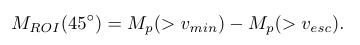 M_{ROI}(45°) = M_p(> v_{min}) − M_p(> v_{esc}).